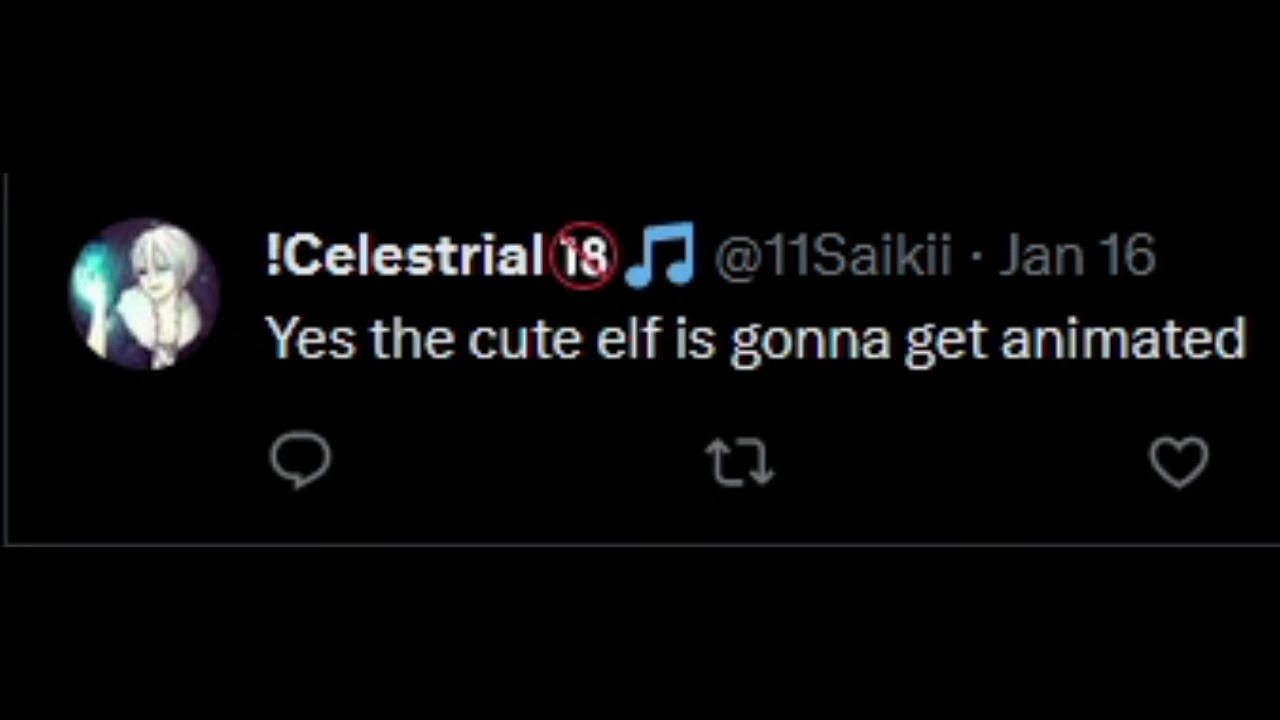 !Celestrial🔞🎵 @11Saikii · Jan 16
Yes the cute elf is gonna get animated